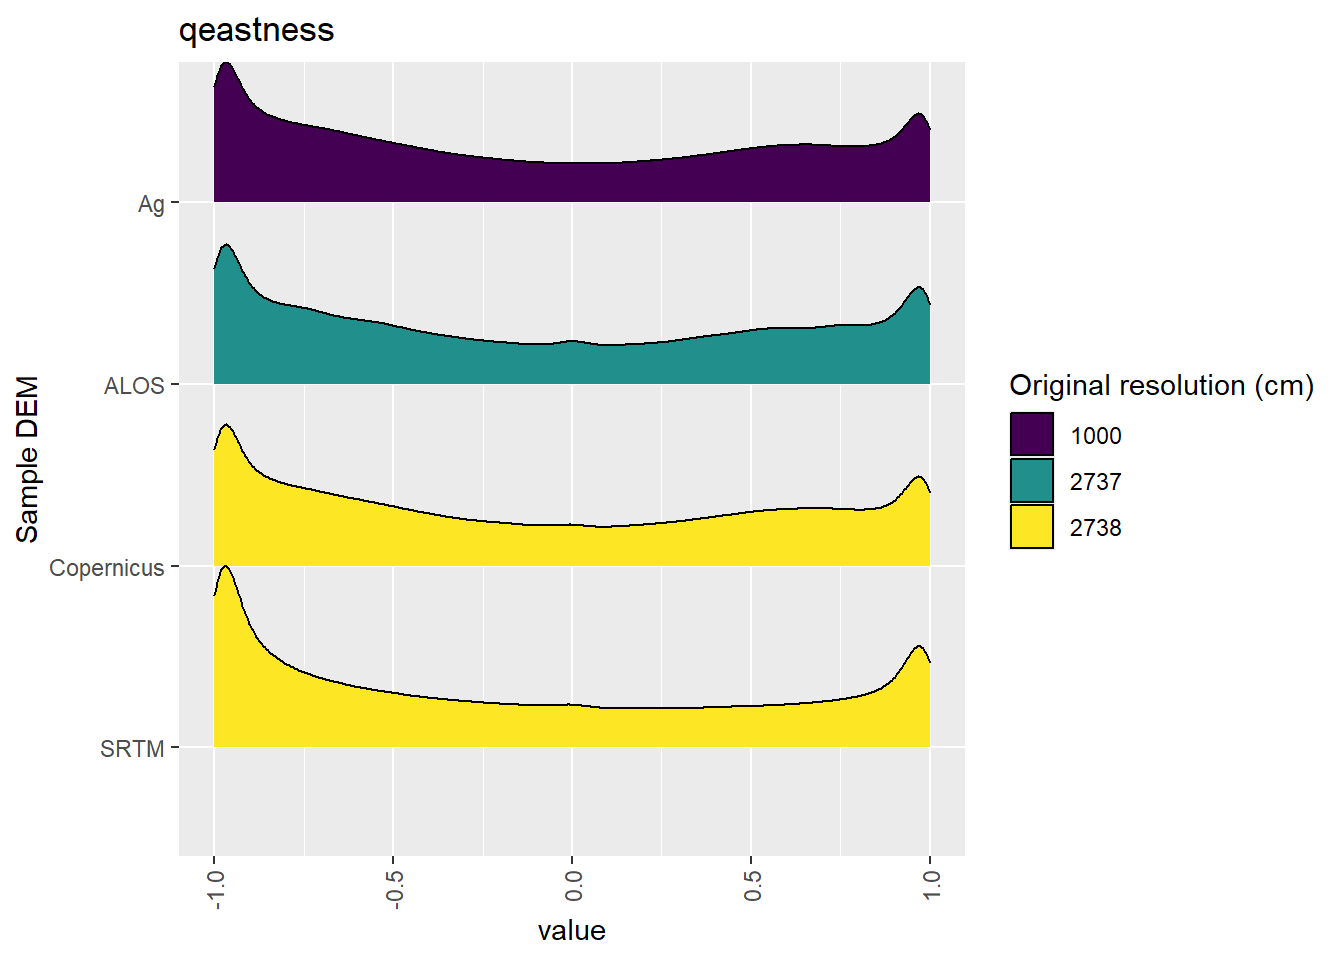 qeastness
Sample DEM
Ag
ALOS
Copernicus
SRTM
-1.0
-0.5
0.0
0.5
1.0
value
Original resolution (cm)
1000
2737
2738